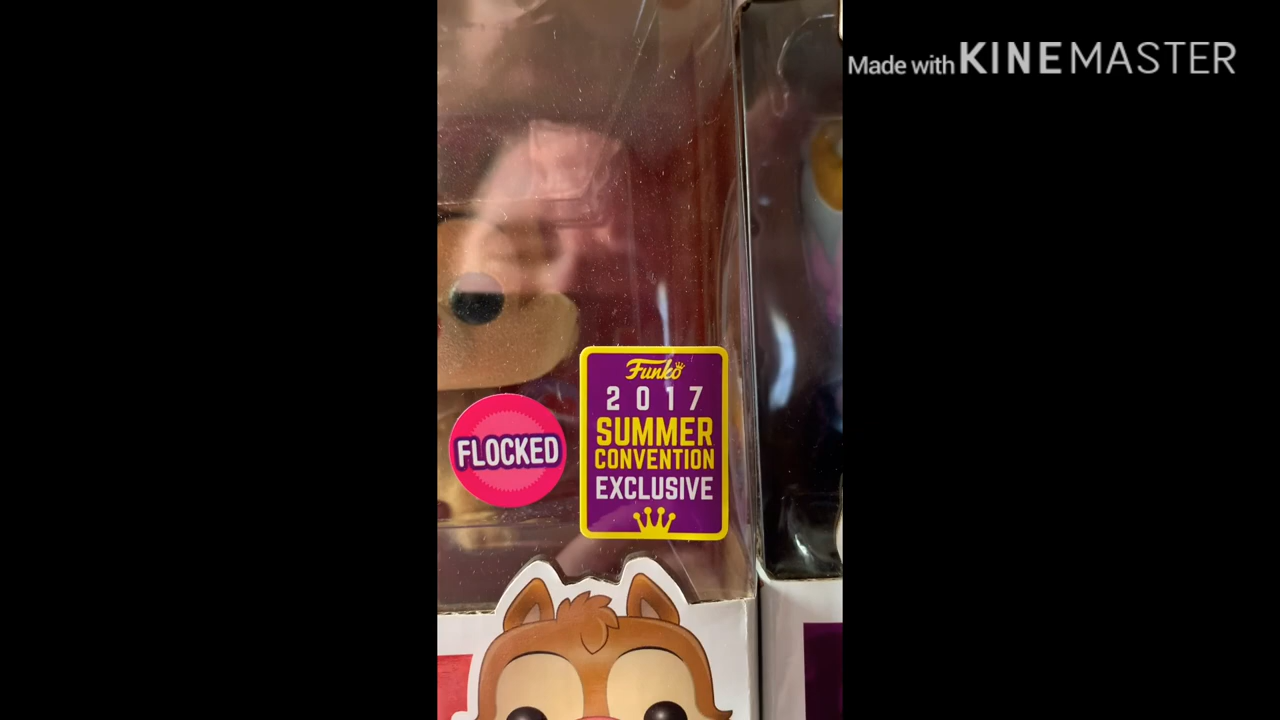 Made with KINEMASTER
FLOCKED
Funko
2017
SUMMER
CONVENTION
EXCLUSIVE